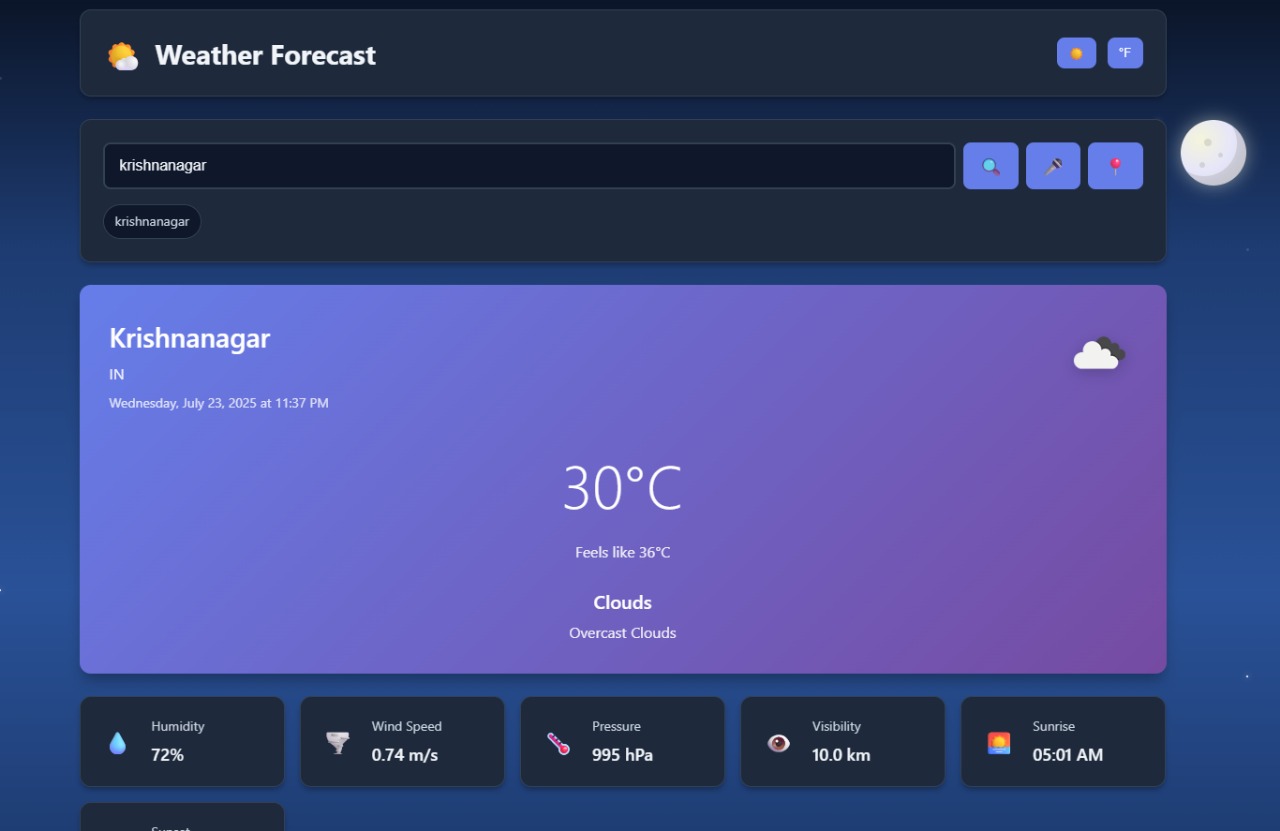 Weather Forecast
°F
krishnanagar
krishnanagar
Krishnanagar
IN
Wednesday, July 23, 2025 at 11:37 PM
30°C
Feels like 36°C
Clouds
Overcast Clouds
Humidity
72%
Wind Speed
0.74 m/s
Pressure
995 hPa
Visibility
10.0 km
Sunrise
05:01 AM
Sunset